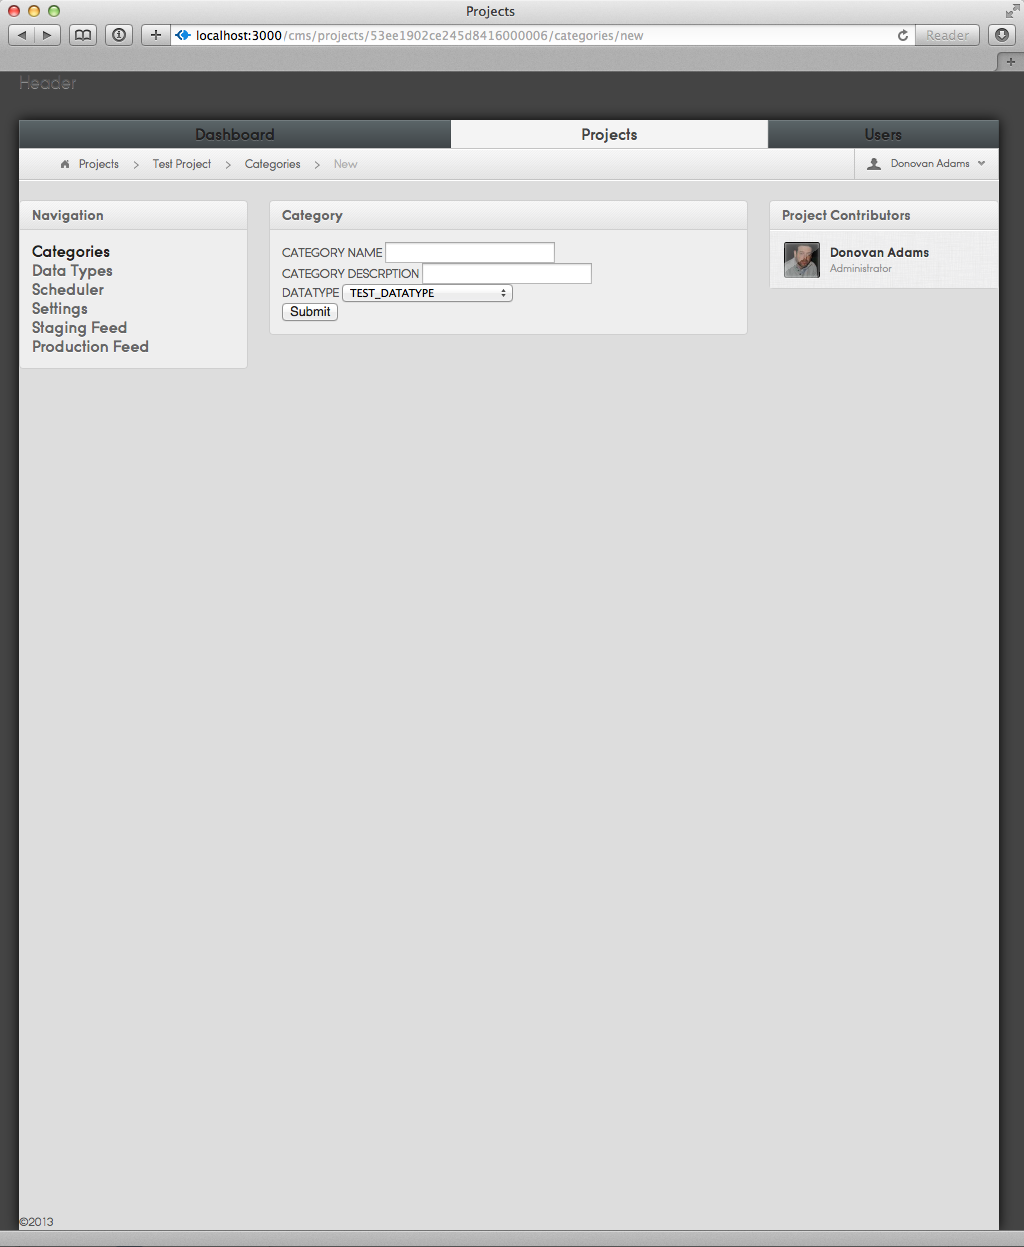 Projects
localhost:3000/cms/projects/53ee1902ce245d8416000006/categories/new
Reader
Header
Dashboard
Projects
Users
Projects > Test Project > Categories > New
Donovan Adams
Navigation
Categories
Data Types
Scheduler
Settings
Staging Feed
Production Feed
Category
CATEGORY NAME
CATEGORY DESCRPTION
DATATYPE TEST_DATATYPE
Submit
Project Contributors
Donovan Adams
Administrator
©2013